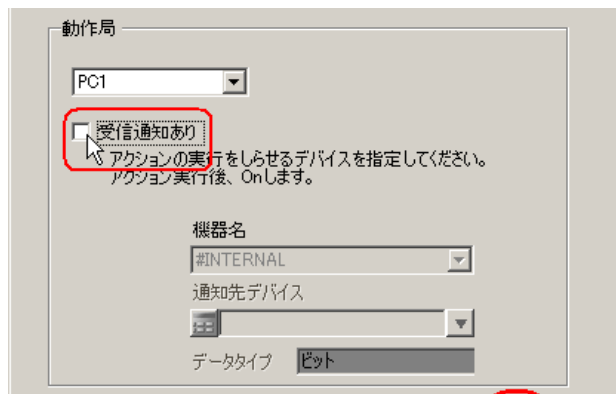 動作局
PC1
受信通知あり
アクションの実行をしらせるデバイスを指定してください。
アクション実行後、Onします。
機器名
#INTERNAL
通知先デバイス
データタイプ ビット